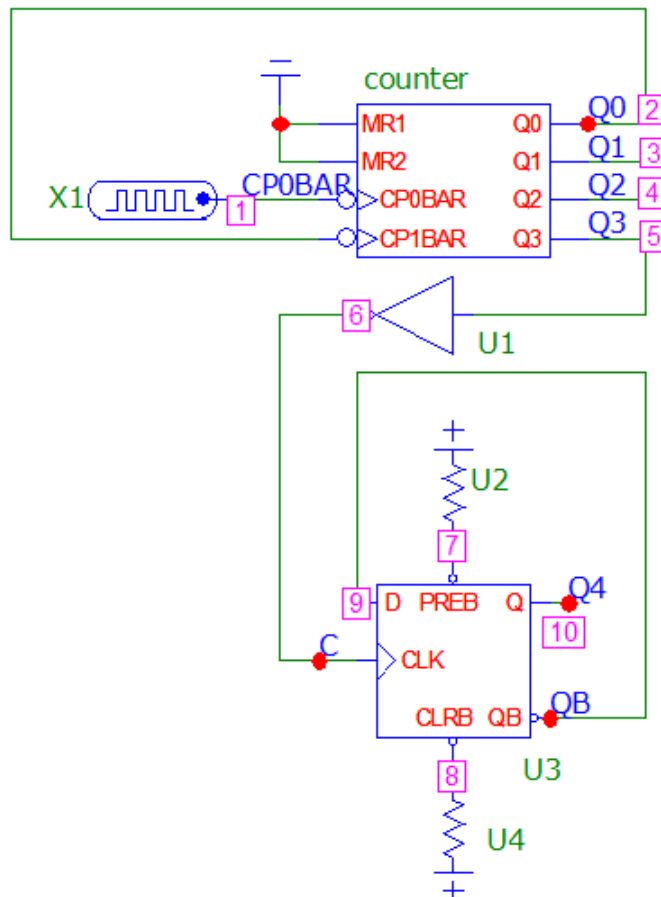 counter
MR1 Q0 Q0 2
MR2 Q1 Q1 3
X1 1 CP0BAR CP0BAR Q2 Q2 4
CP1BAR Q3 Q3 5
6
U1
+
U2
7
9 D PREB Q Q4
10
C CLK
CLRB QB QB
8 U3
U4
+